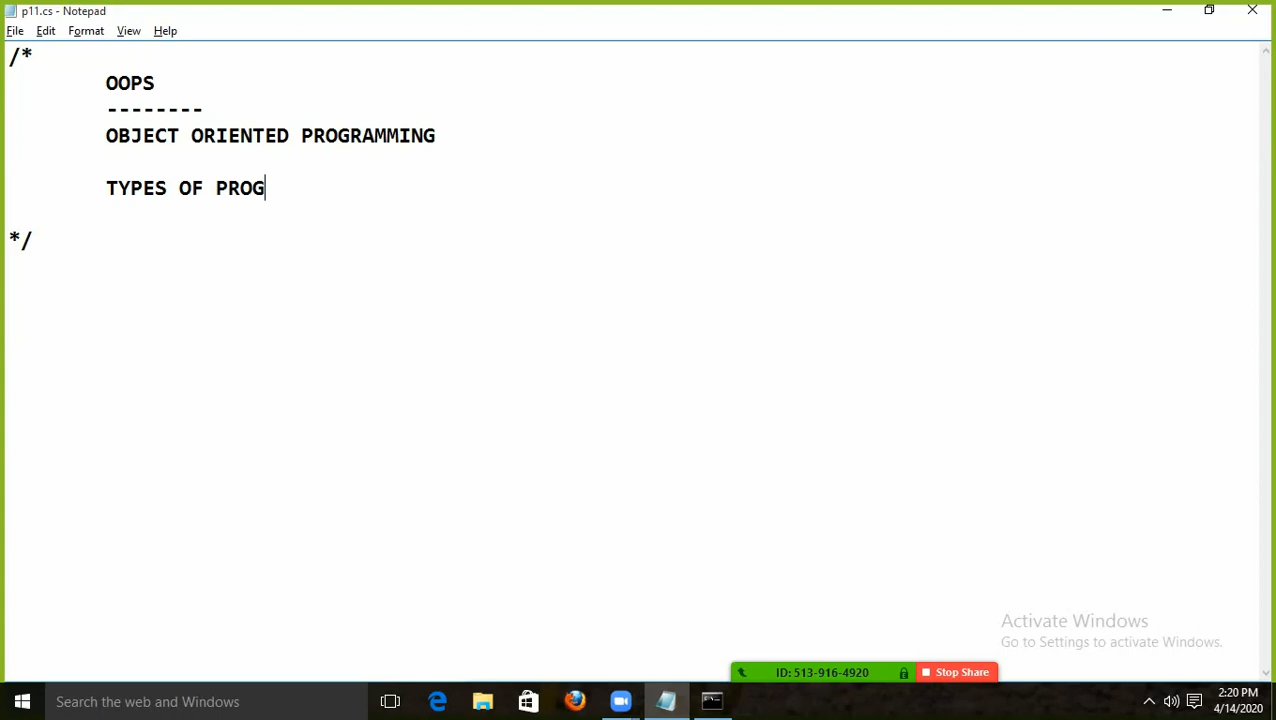 p11.cs - Notepad
File Edit Format View Help
/*
OOPS
--------
OBJECT ORIENTED PROGRAMMING
TYPES OF PROG
*/
Activate Windows
Go to Settings to activate Windows.
ID: 513-916-4920 Stop Share
Search the web and Windows
2:20 PM
4/14/2020